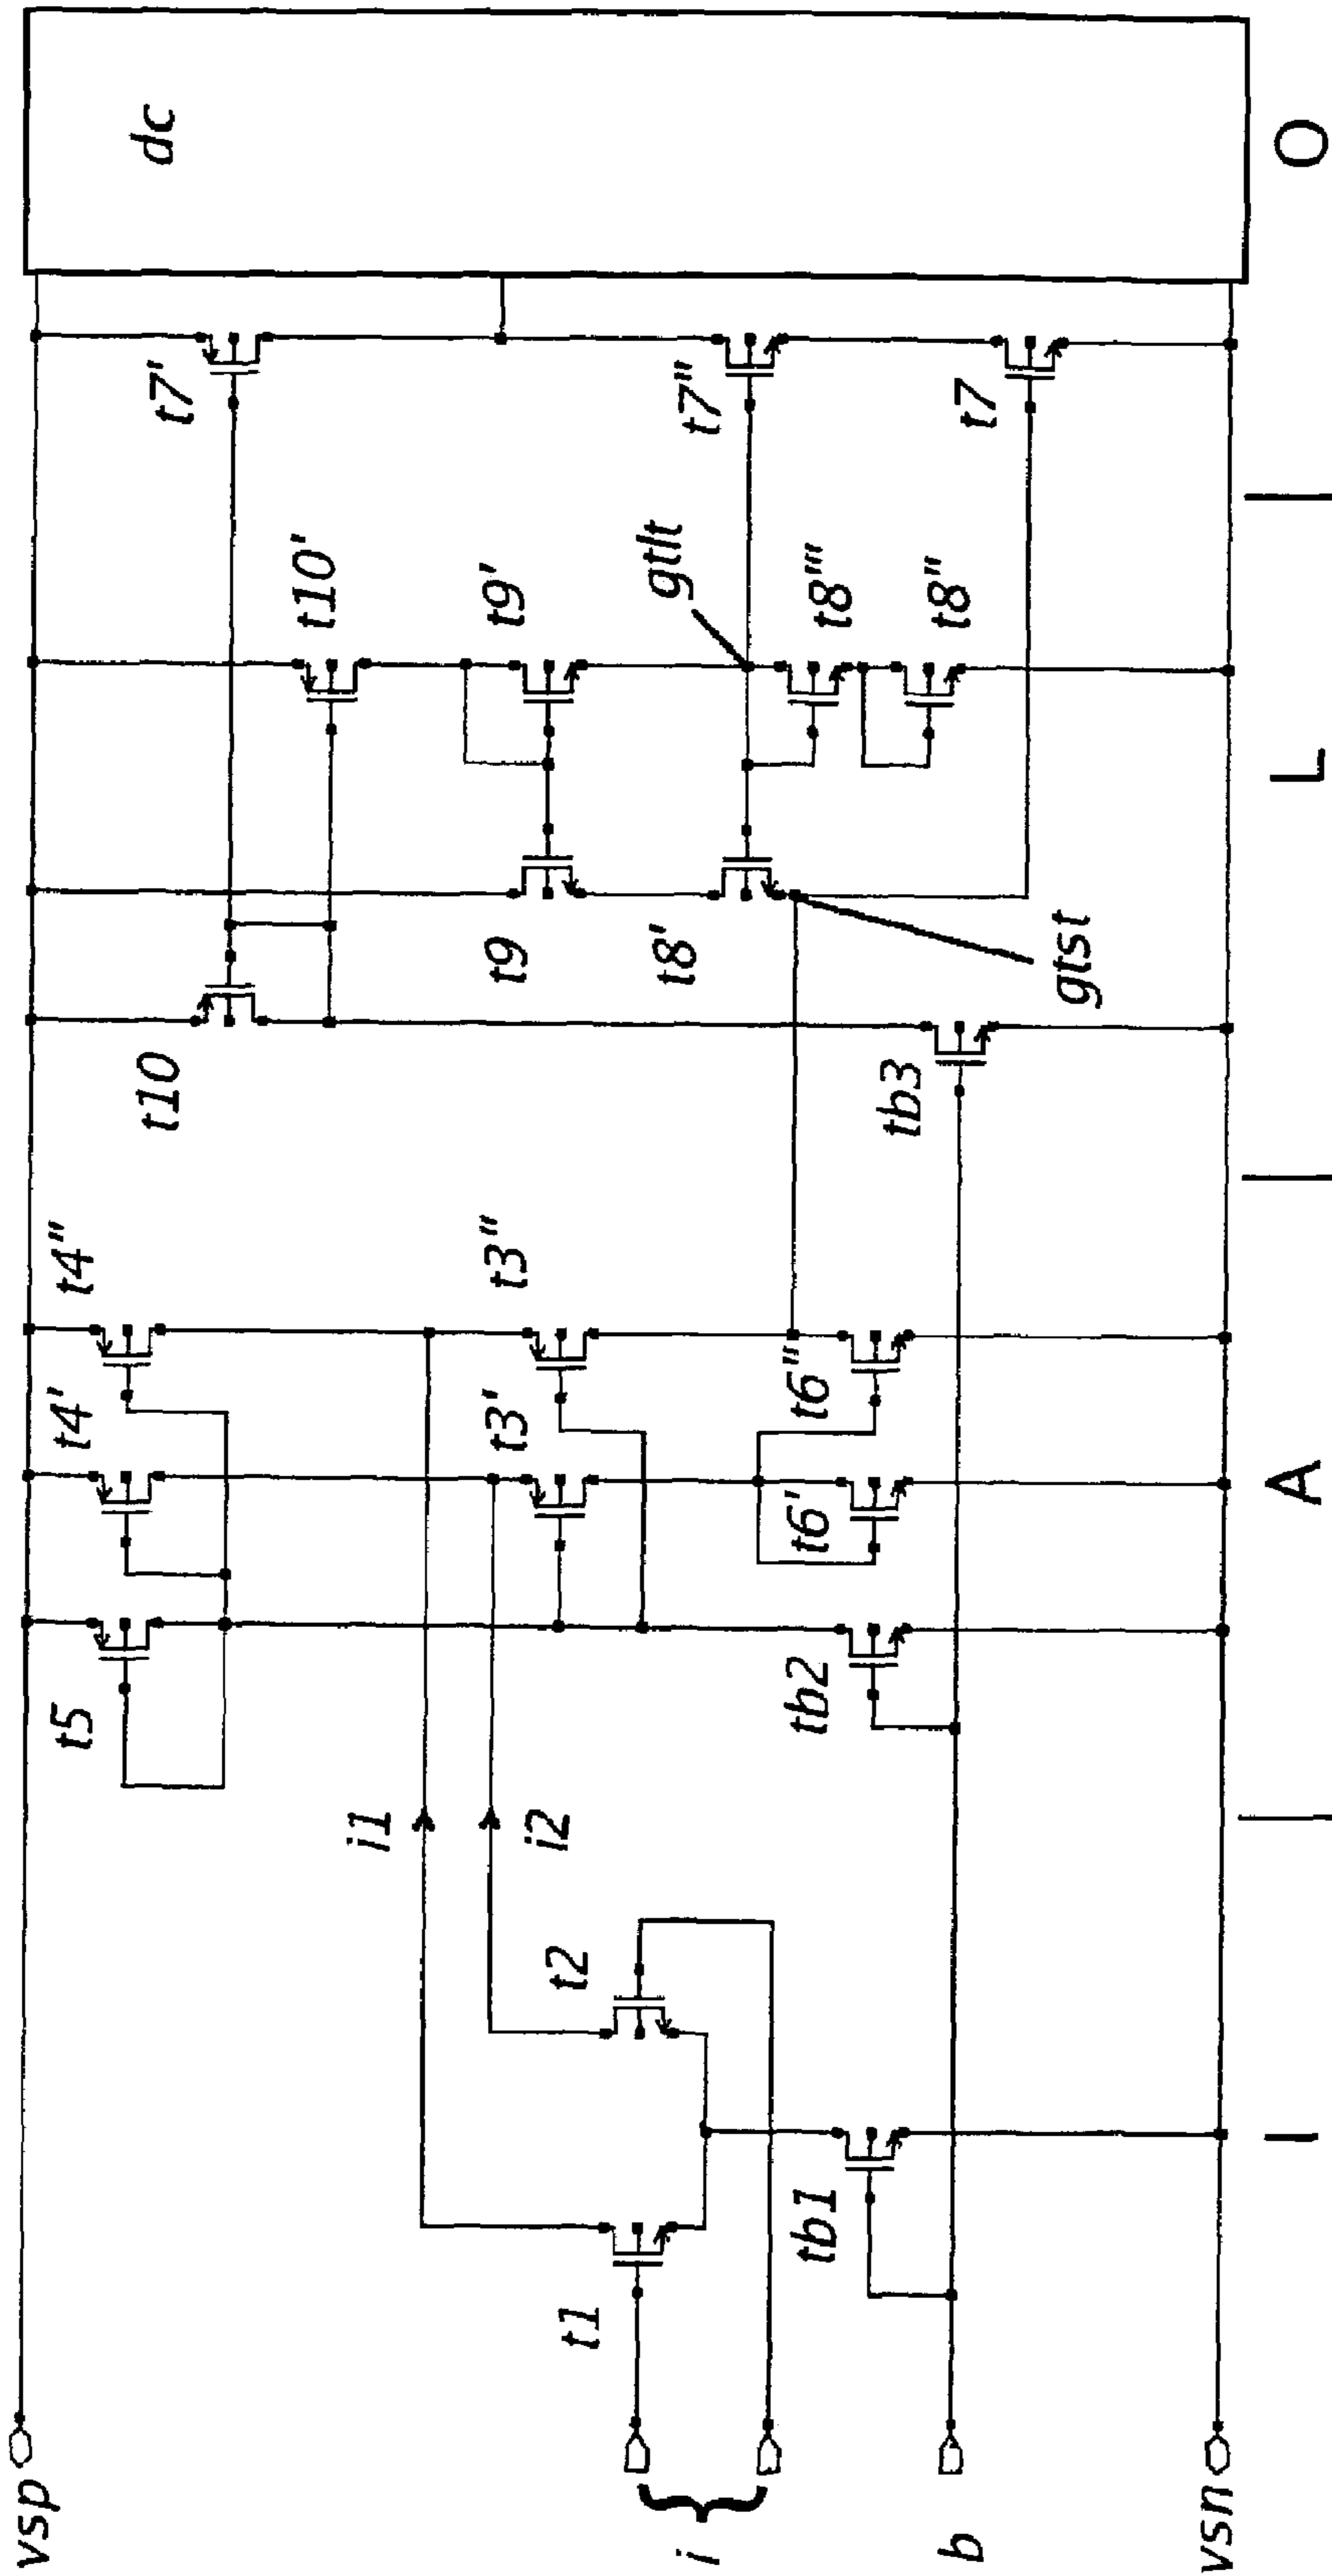 vsp
t5
t4'
t4"
t10
t7'
dc
t10'
i1
i2
t3'
t3"
t9
t9'
t1
t2
gtlt
t7"
t8'
t8'''
i
tb1
tb2
t6'
t6"
tb3
t8"
t7
b
gtst
vsn
I
A
L
O